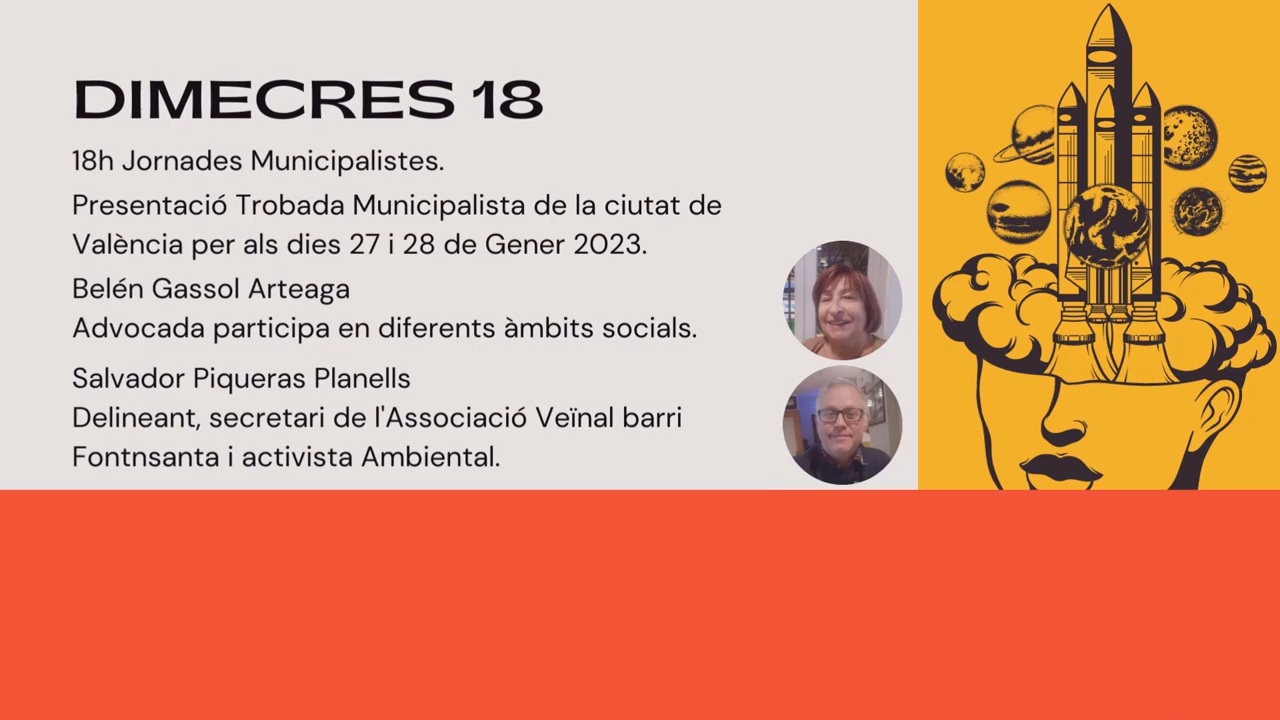 DIMECRES 18
18h Jornades Municipalistes.
Presentació Trobada Municipalista de la ciutat de
València per als dies 27 i 28 de Gener 2023.
Belén Gassol Arteaga
Advocada participa en diferents àmbits socials.
Salvador Piqueras Planells
Delineant, secretari de l'Associació Veïnal barri
Fontnsanta i activista Ambiental.